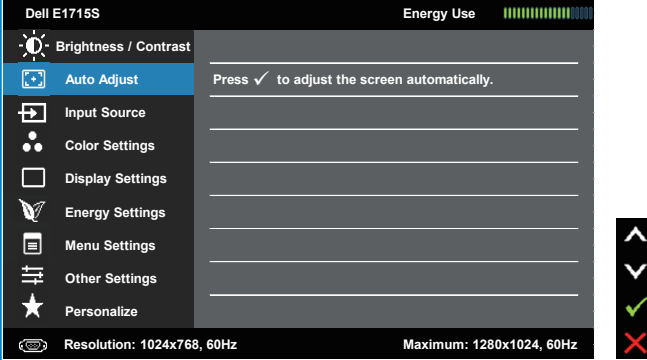 Dell E1715S Energy Use
Brightness / Contrast
Auto Adjust Press ✓ to adjust the screen automatically.
Input Source
Color Settings
Display Settings
Energy Settings
Menu Settings
Other Settings
Personalize
Resolution: 1024x768, 60Hz Maximum: 1280x1024, 60Hz